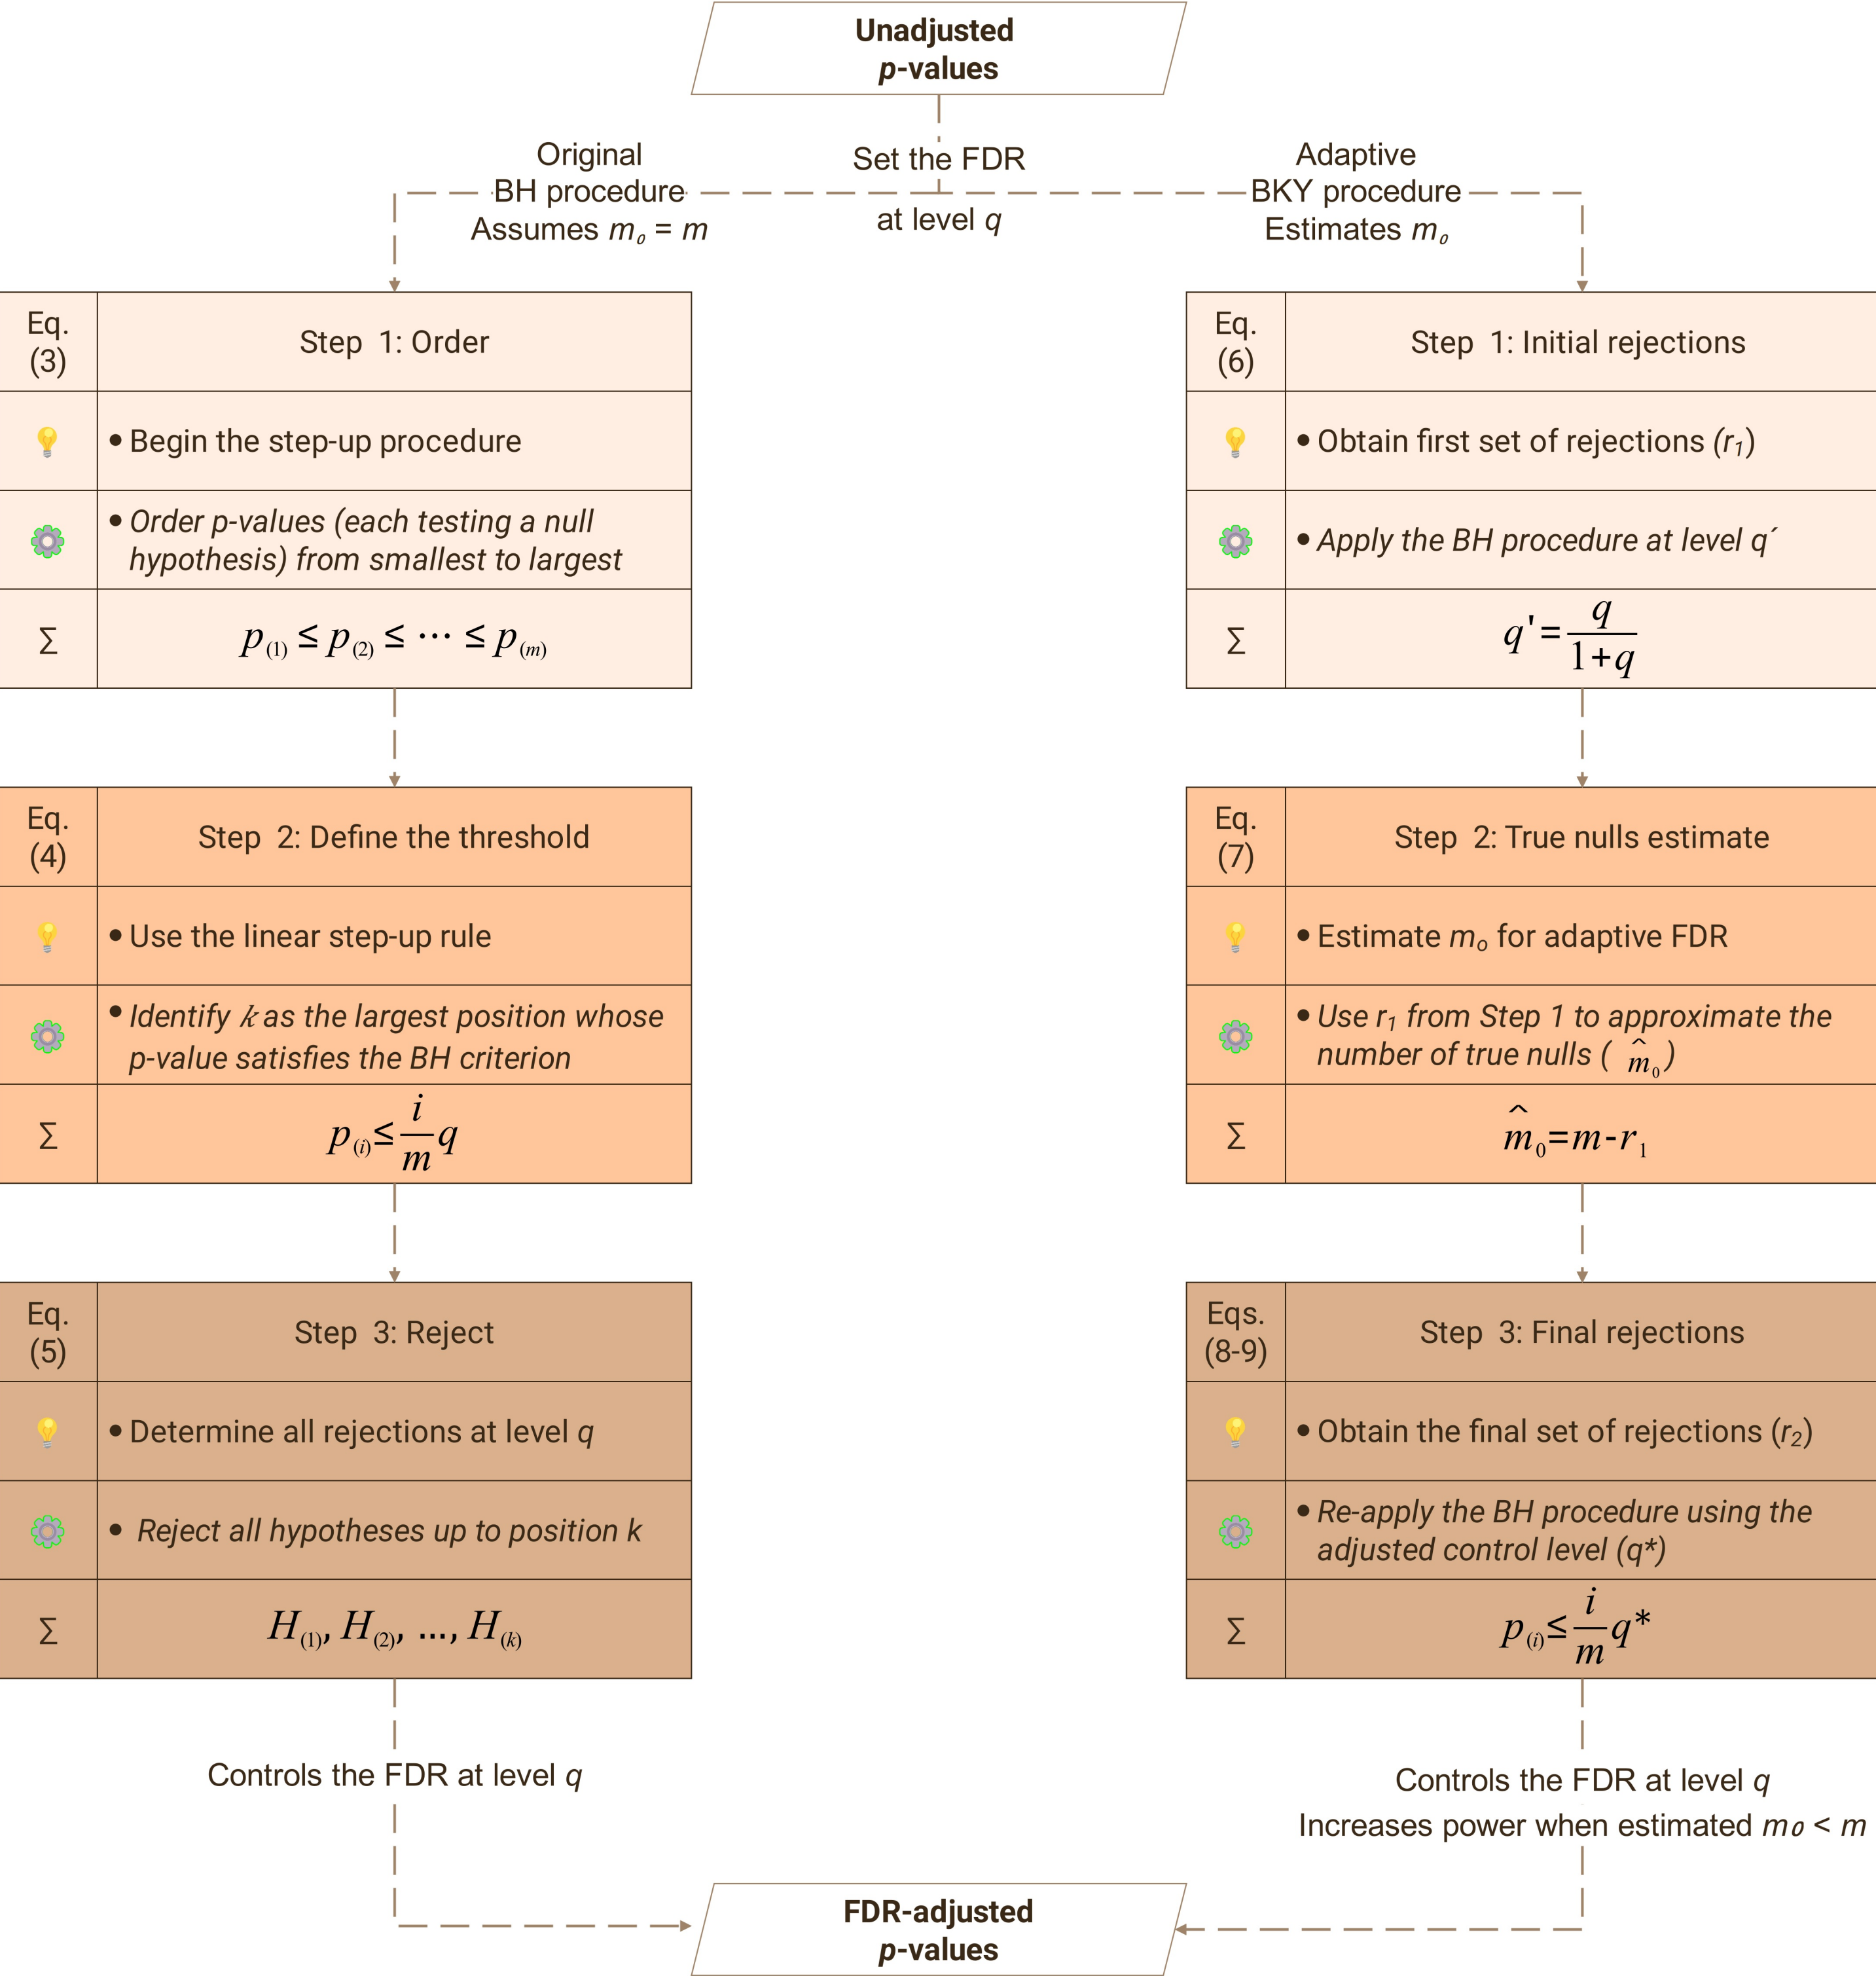 Unadjusted
p-values
Set the FDR
at level q
Original
BH procedure
Assumes mₒ = m
Eq.
(3)
Step 1: Order
• Begin the step-up procedure
• Order p-values (each testing a null
hypothesis) from smallest to largest
∑
p₍₁₎ ≤ p₍₂₎ ≤ ⋯ ≤ p₍ₘ₎
Eq.
(4)
Step 2: Define the threshold
• Use the linear step-up rule
• Identify k as the largest position whose
p-value satisfies the BH criterion
∑
p₍ᵢ₎ ≤ i/m q
Eq.
(5)
Step 3: Reject
• Determine all rejections at level q
• Reject all hypotheses up to position k
∑
H₍₁₎, H₍₂₎, ..., H₍ₖ₎
Controls the FDR at level q
Adaptive
BKY procedure
Estimates mₒ
Eq.
(6)
Step 1: Initial rejections
• Obtain first set of rejections (r₁)
• Apply the BH procedure at level q´
∑
q'=q/1+q
Eq.
(7)
Step 2: True nulls estimate
• Estimate mₒ for adaptive FDR
• Use r₁ from Step 1 to approximate the
number of true nulls ( m̂₀)
∑
m̂₀=m-r₁
Eqs.
(8-9)
Step 3: Final rejections
• Obtain the final set of rejections (r₂)
• Re-apply the BH procedure using the
adjusted control level (q*)
∑
p₍ᵢ₎ ≤ i/m q*
Controls the FDR at level q
Increases power when estimated mo < m
FDR-adjusted
p-values